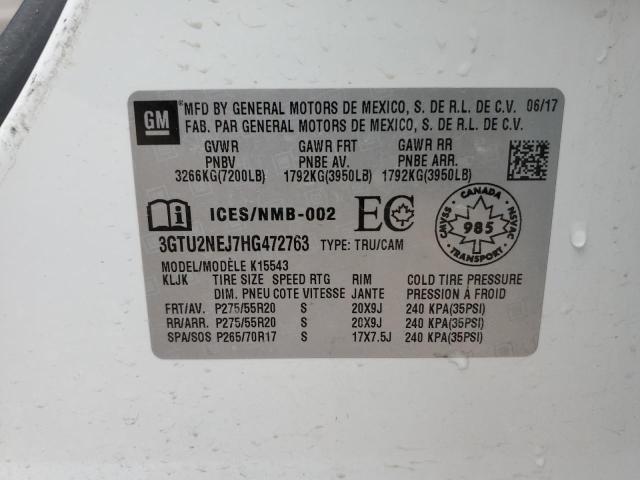 GM
® MFD BY GENERAL MOTORS DE MEXICO, S. DE R.L. DE C.V. 06/17
FAB. PAR GENERAL MOTORS DE MEXICO, S. DE R.L. DE C.V.
GVWR GAWR FRT GAWR RR
PNBV PNBE AV. PNBE ARR.
3266KG(7200LB) 1792KG(3950LB) 1792KG(3950LB)
ICES/NMB-002 EC
CANADA
CMVSS NSVAC
985
TRANSPORT
3GTU2NEJ7HG472763 TYPE: TRU/CAM
MODEL/MODÈLE K15543
KLJK TIRE SIZE SPEED RTG RIM COLD TIRE PRESSURE
DIM. PNEU COTE VITESSE JANTE PRESSION À FROID
FRT/AV. P275/55R20 S 20X9J 240 KPA(35PSI)
RR/ARR. P275/55R20 S 20X9J 240 KPA(35PSI)
SPA/SOS P265/70R17 S 17X7.5J 240 KPA(35PSI)